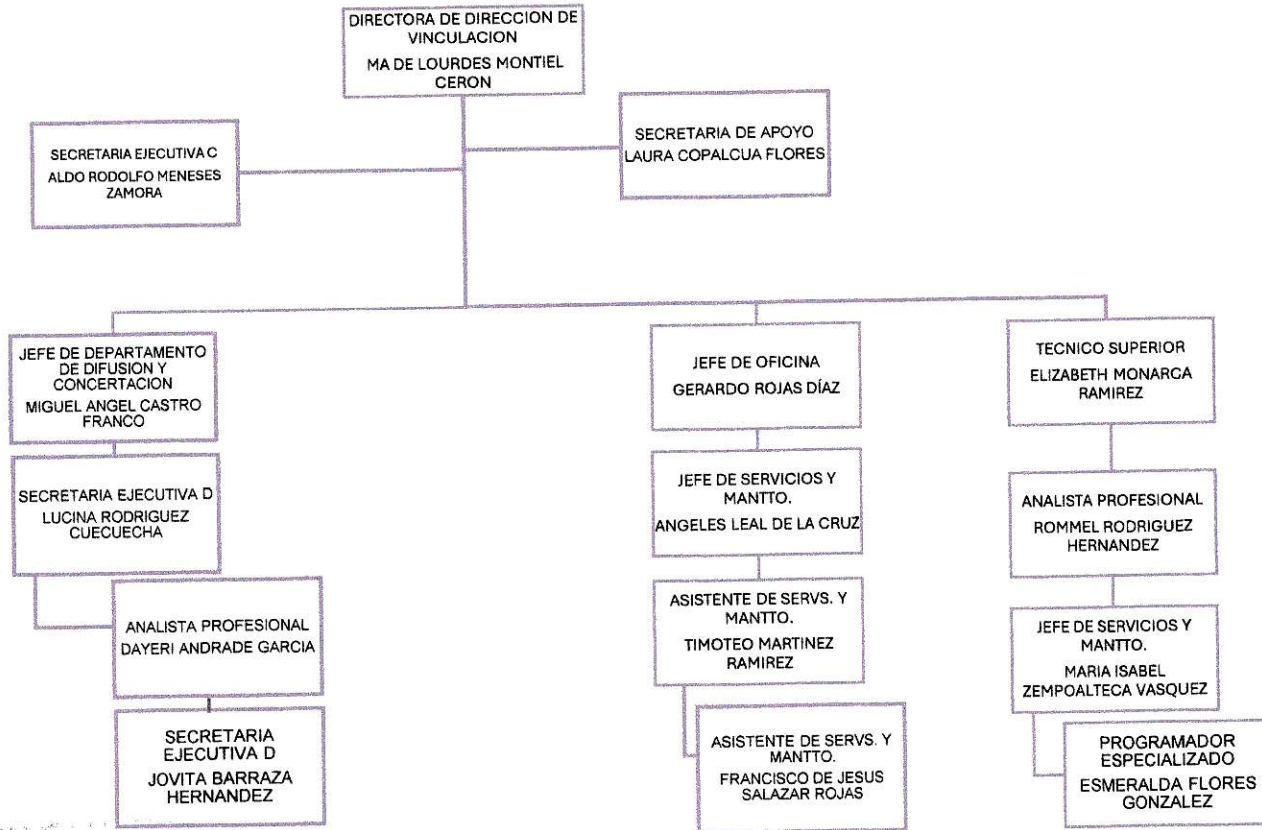 DIRECTORA DE DIRECCION DE
VINCULACION
MA DE LOURDES MONTIEL
CERON
SECRETARIA EJECUTIVA C
ALDO RODOLFO MENESES
ZAMORA
SECRETARIA DE APOYO
LAURA COPALCUA FLORES
JEFE DE DEPARTAMENTO
DE DIFUSION Y
CONCERTACION
MIGUEL ANGEL CASTRO
FRANCO
SECRETARIA EJECUTIVA D
LUCINA RODRIGUEZ
CUECUECHA
ANALISTA PROFESIONAL
DAYERI ANDRADE GARCIA
SECRETARIA
EJECUTIVA D
JOVITA BARRAZA
HERNANDEZ
JEFE DE OFICINA
GERARDO ROJAS DÍAZ
JEFE DE SERVICIOS Y
MANTTO.
ANGELES LEAL DE LA CRUZ
ASISTENTE DE SERVS. Y
MANTTO.
TIMOTEO MARTINEZ
RAMIREZ
ASISTENTE DE SERVS. Y
MANTTO.
FRANCISCO DE JESUS
SALAZAR ROJAS
TECNICO SUPERIOR
ELIZABETH MONARCA
RAMIREZ
ANALISTA PROFESIONAL
ROMMEL RODRIGUEZ
HERNANDEZ
JEFE DE SERVICIOS Y
MANTTO.
MARIA ISABEL
ZEMPOALTECA VASQUEZ
PROGRAMADOR
ESPECIALIZADO
ESMERALDA FLORES
GONZALEZ